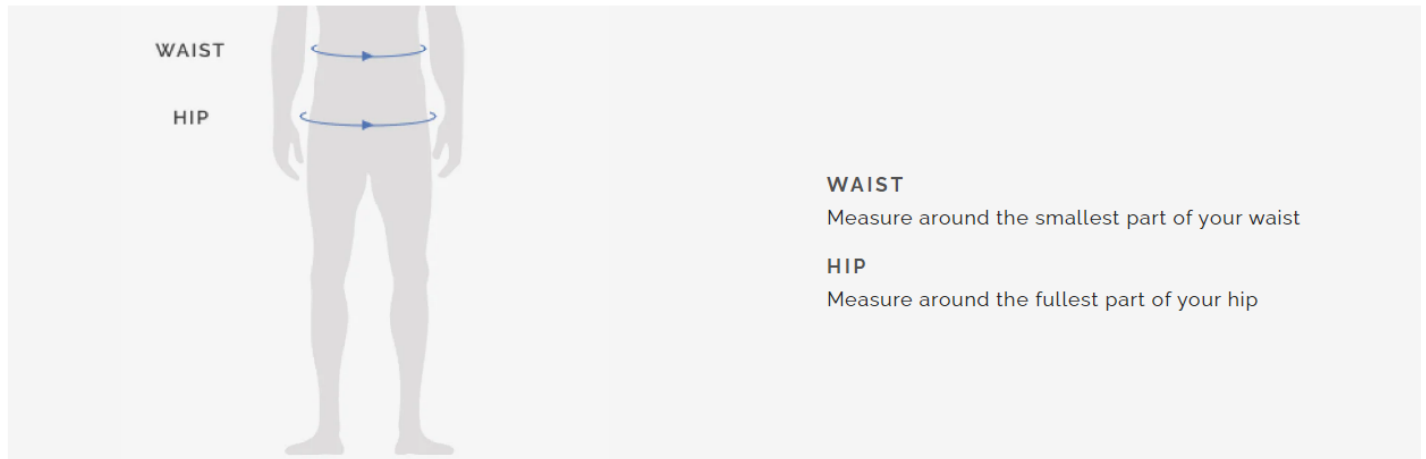 WAIST
HIP
WAIST
Measure around the smallest part of your waist
HIP
Measure around the fullest part of your hip